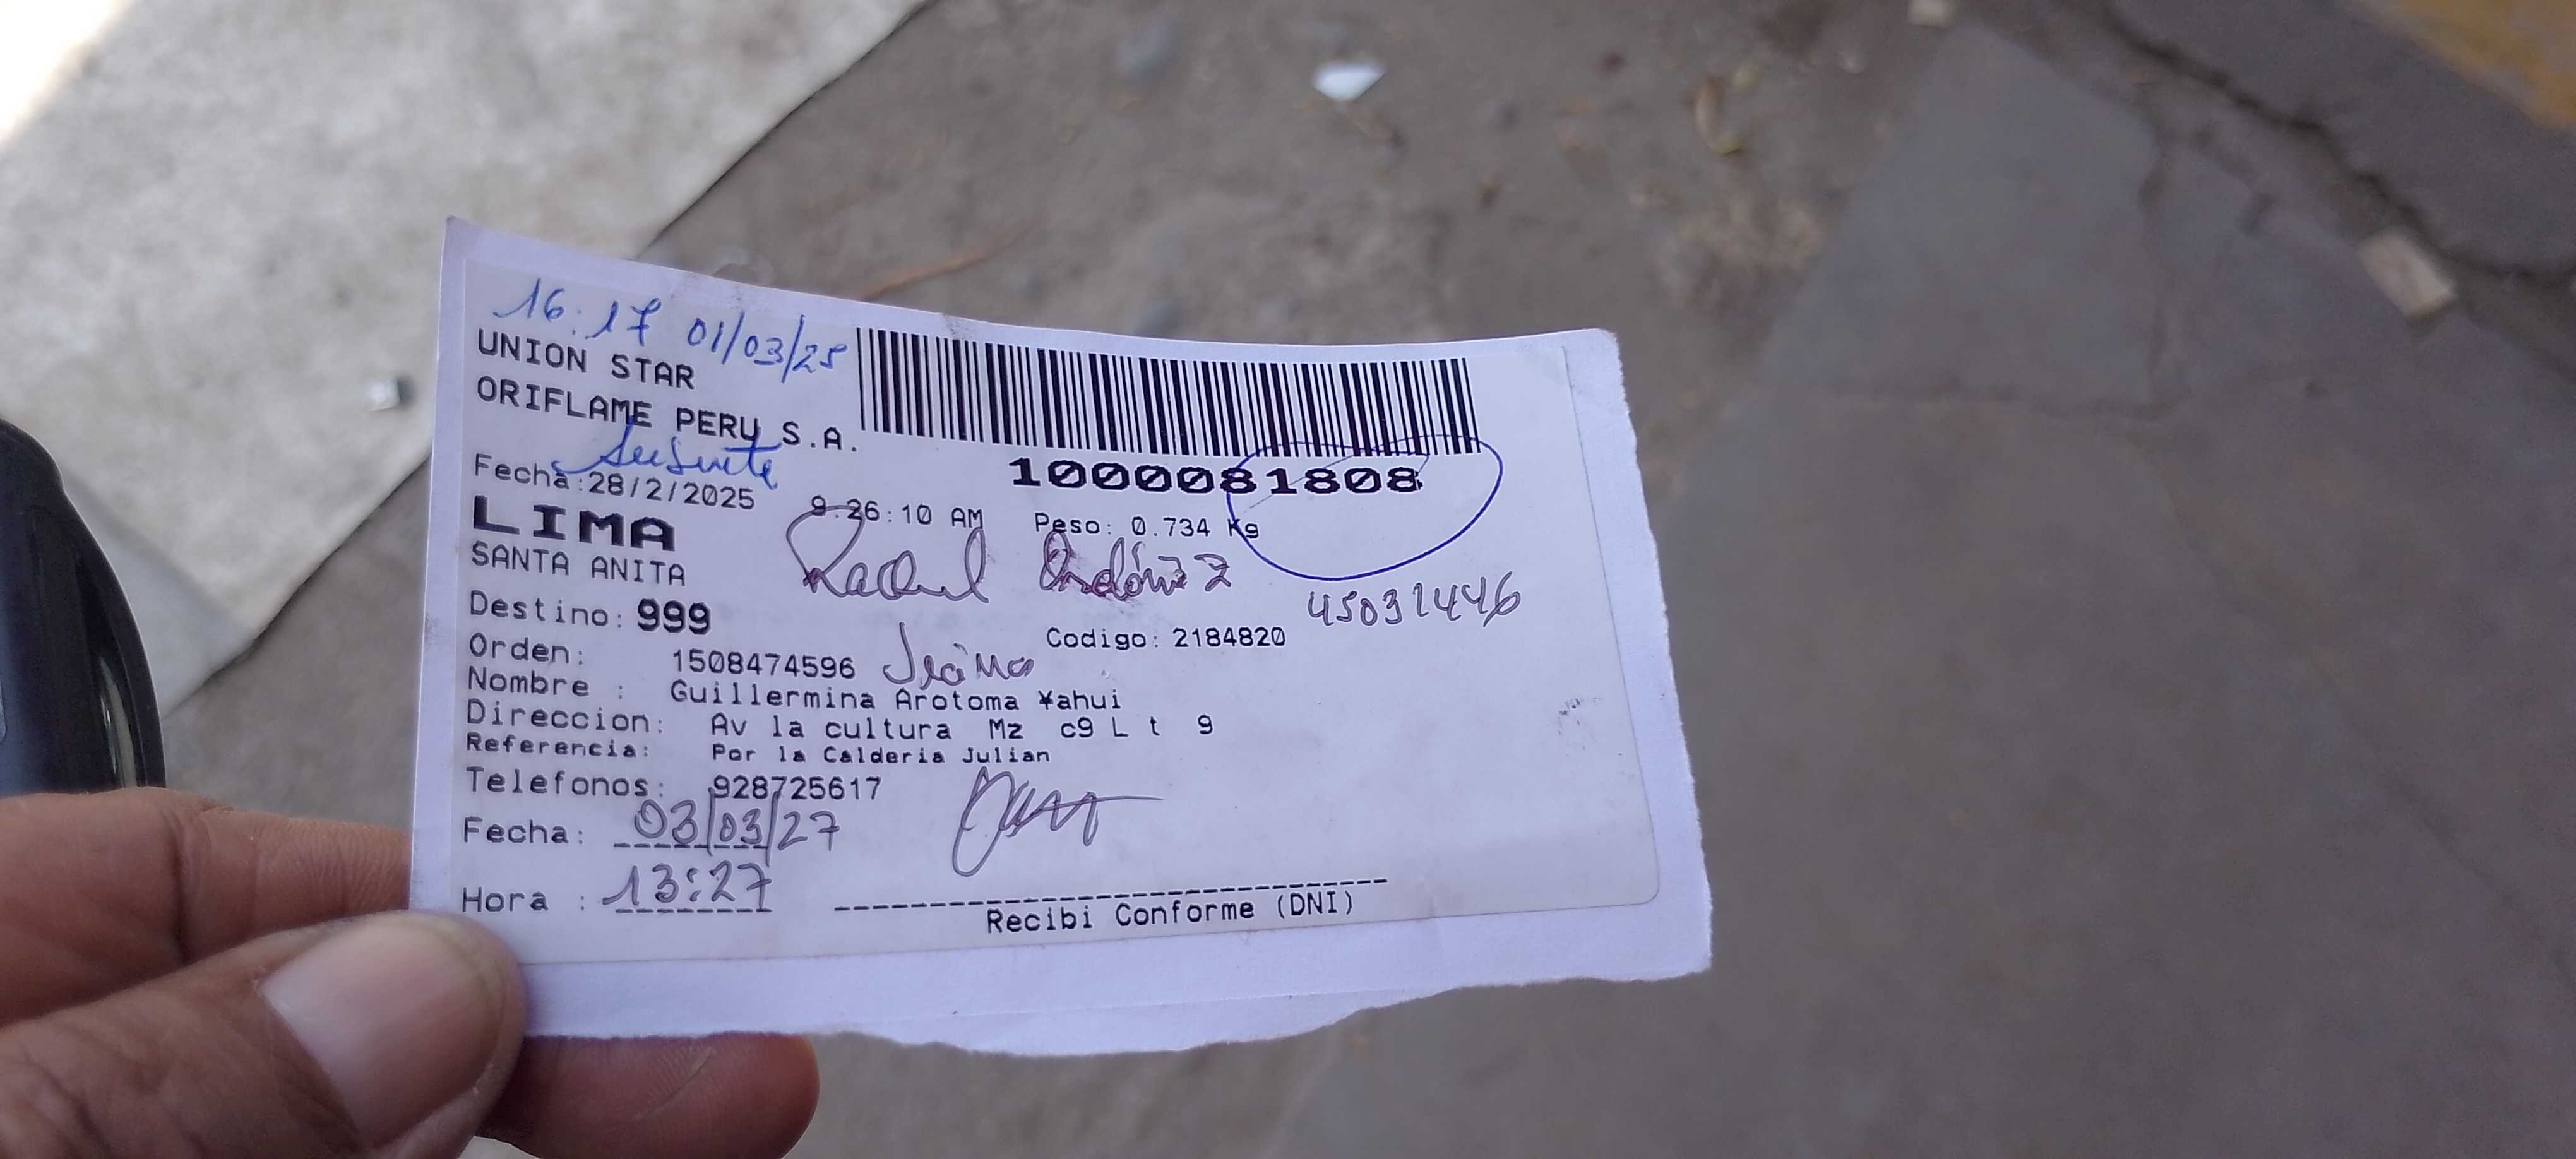 16:17 01/03/25
UNION STAR
ORIFLAME PERU S.A.
1000081808
Fecha:28/2/2025 9:26:10 AM Peso: 0.734 Kg
LIMA
SANTA ANITA
45031446
Destino: 999
Codigo: 2184820
Orden: 1508474596
Nombre : Guillermina Arotoma ¥ahui
Direccion: Av la cultura Mz c9 L t 9
Referencia: Por la Calderia Julian
Telefonos: 928725617
Fecha: 03/03/27
Hora : 13:27
Recibi Conforme (DNI)